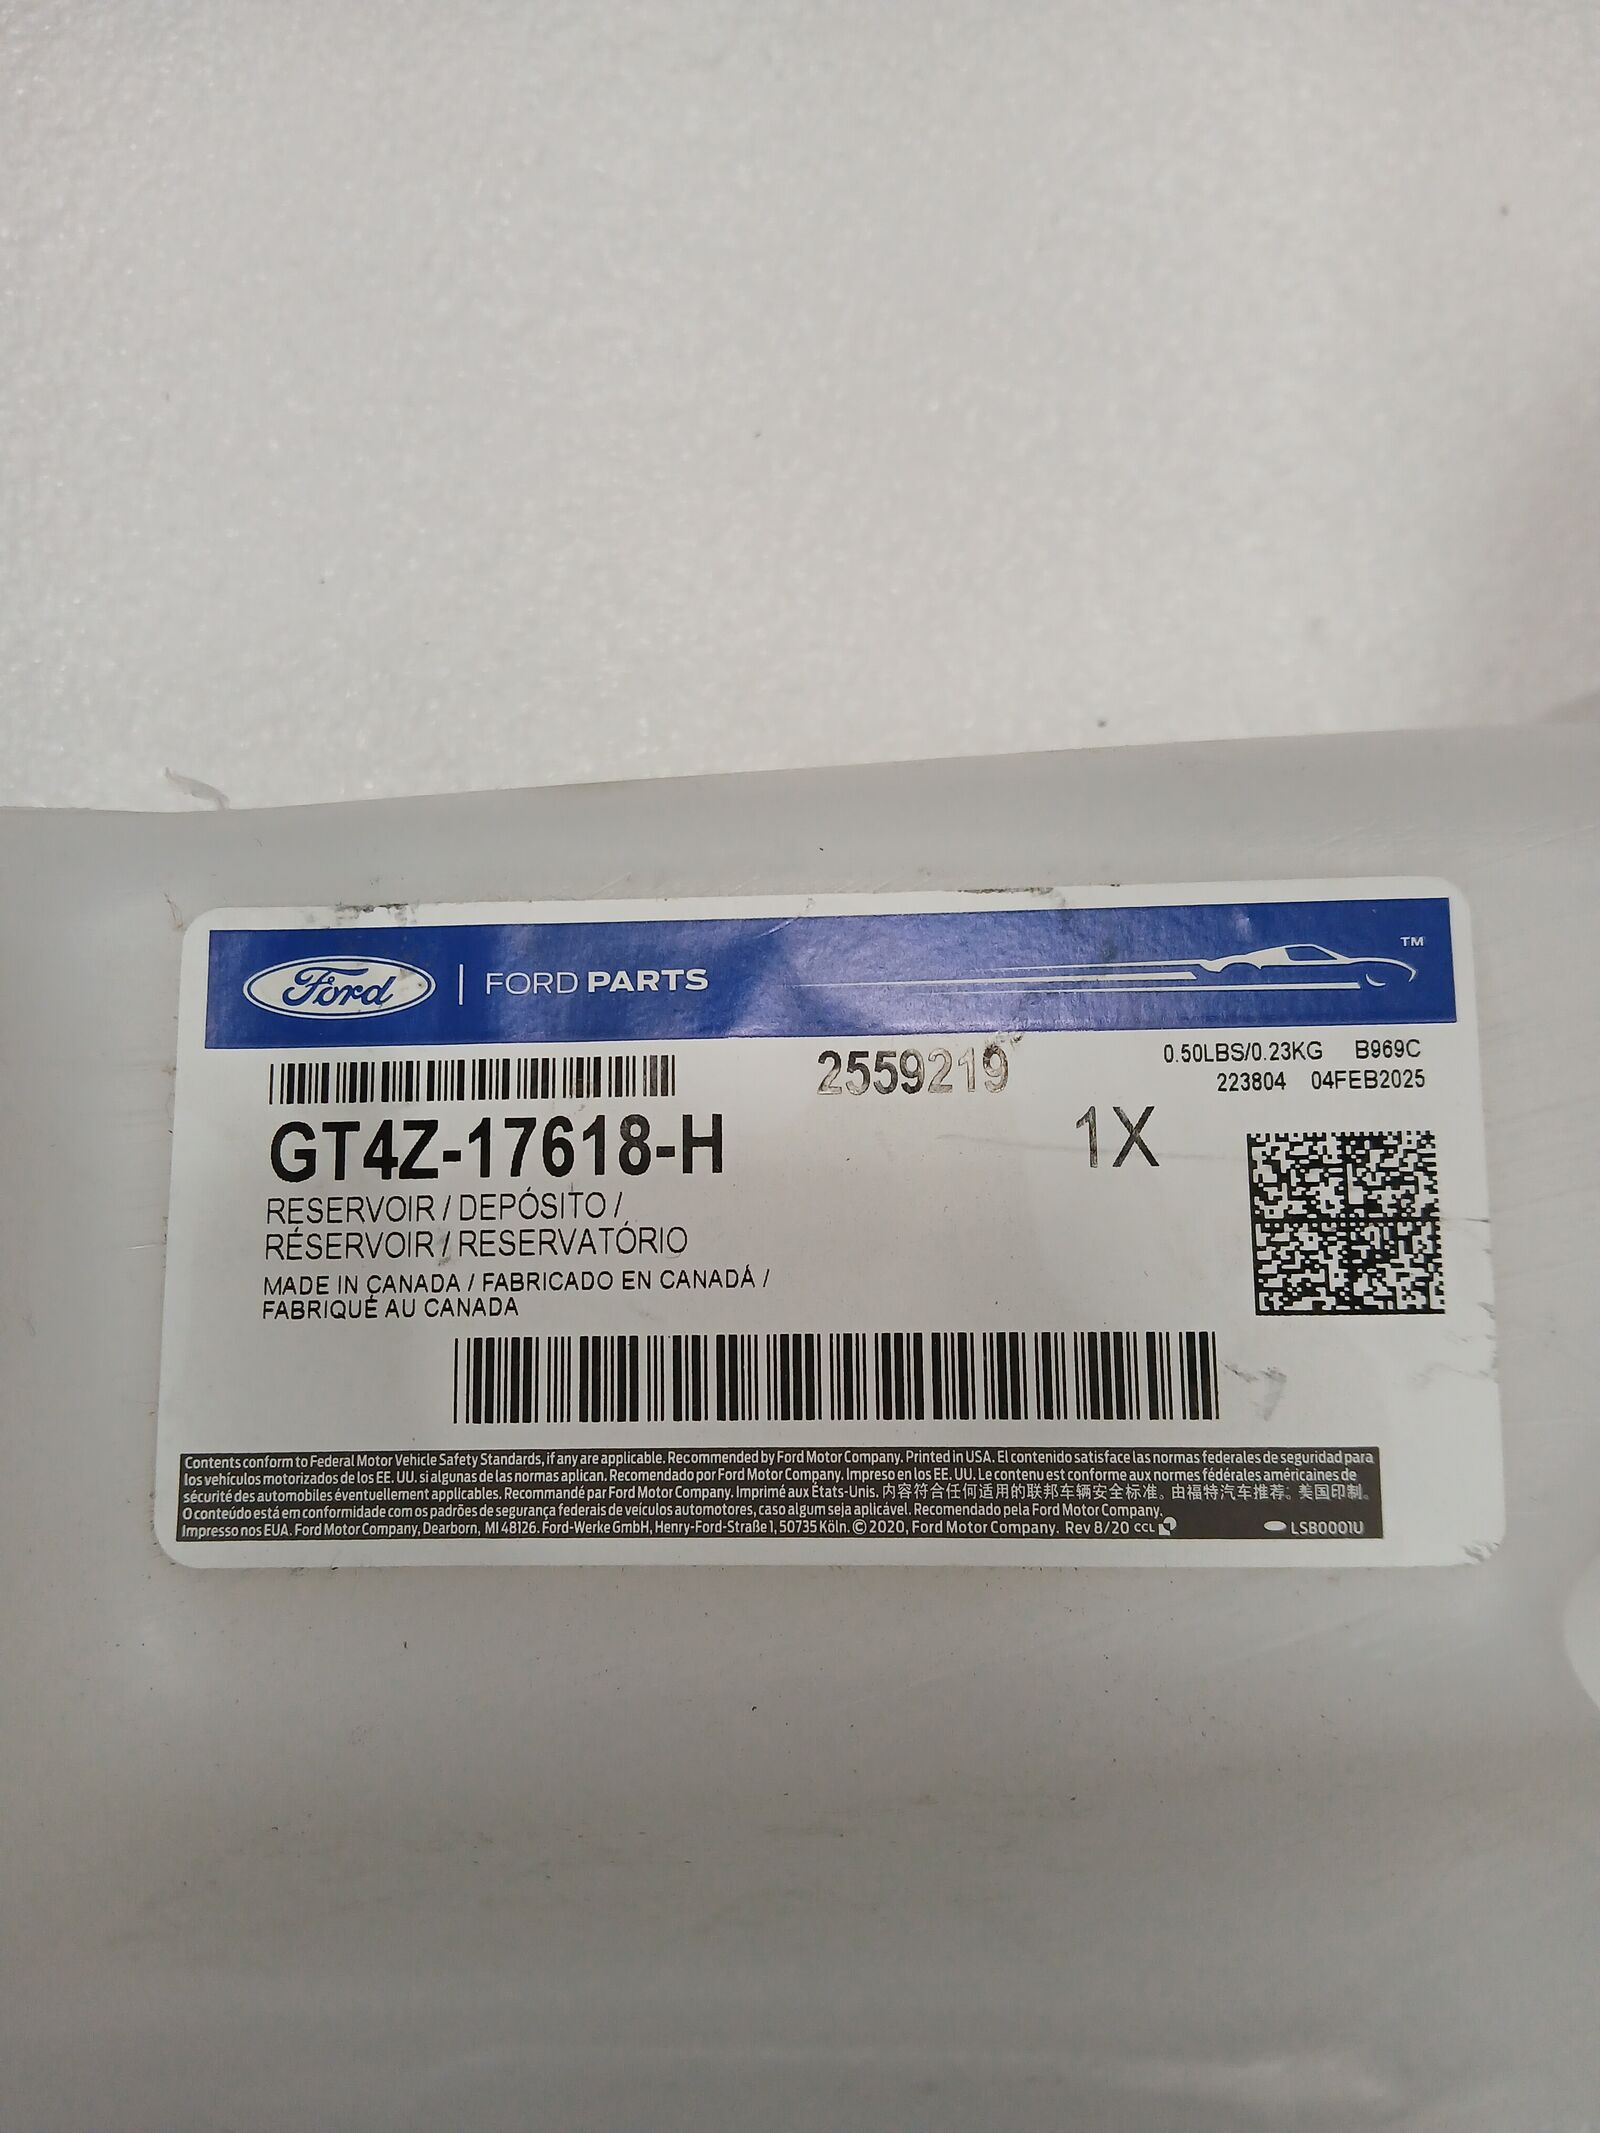 Ford | FORD PARTS ™
2559219 0.50LBS/0.23KG B969C
223804 04FEB2025
GT4Z-17618-H 1X
RESERVOIR / DEPÓSITO /
RÉSERVOIR / RESERVATÓRIO
MADE IN CANADA / FABRICADO EN CANADÁ /
FABRIQUÉ AU CANADA
Contents conform to Federal Motor Vehicle Safety Standards, if any are applicable. Recommended by Ford Motor Company. Printed in USA. El contenido satisface las normas federales de seguridad para
los vehículos motorizados de los EE. UU. si algunas de las normas aplican. Recomendado por Ford Motor Company. Impreso en los EE. UU. Le contenu est conforme aux normes fédérales américaines de
sécurité des automobiles éventuellement applicables. Recommandé par Ford Motor Company. Imprimé aux États-Unis. 内容符合任何适用的联邦车辆安全标准。由福特汽车推荐。美国印制。
O conteúdo está em conformidade com os padrões de segurança federais de veículos automotores, caso algum seja aplicável. Recomendado pela Ford Motor Company.
Impresso nos EUA. Ford Motor Company, Dearborn, MI 48126. Ford-Werke GmbH, Henry-Ford-Straße 1, 50735 Köln. © 2020, Ford Motor Company. Rev 8/20 CCL LSB0001U